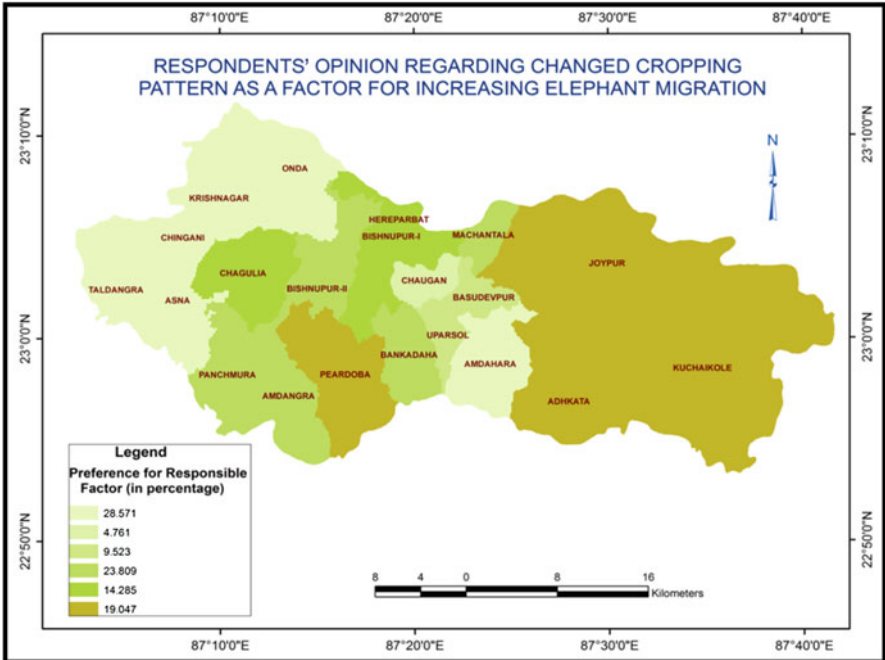 87°10'0"E 87°20'0"E 87°30'0"E 87°40'0"E
RESPONDENTS' OPINION REGARDING CHANGED CROPPING
PATTERN AS A FACTOR FOR INCREASING ELEPHANT MIGRATION
23°10'0"N 23°10'0"N
N
ONDA
KRISHNAGAR
HEREPARBAT
CHINGANI BISHNUPUR-I MACHANTALA
JOYPUR
CHAGULIA
CHAUGAN
TALDANGRA BISHNUPUR-II
ASNA BASUDEVPUR
23°0'0"N 23°0'0"N
UPARSOL
BANKADAHA
AMDAHARA
KUCHAIKOLE
PANCHMURA PEARDOBA
AMDANGRA ADHKATA
Legend
Preference for Responsible
Factor (in percentage)
28.571
4.761
9.523
23.809
14.285
19.047
22°50'0"N 22°50'0"N
8 4 0 8 16
Kilometers
87°10'0"E 87°20'0"E 87°30'0"E 87°40'0"E